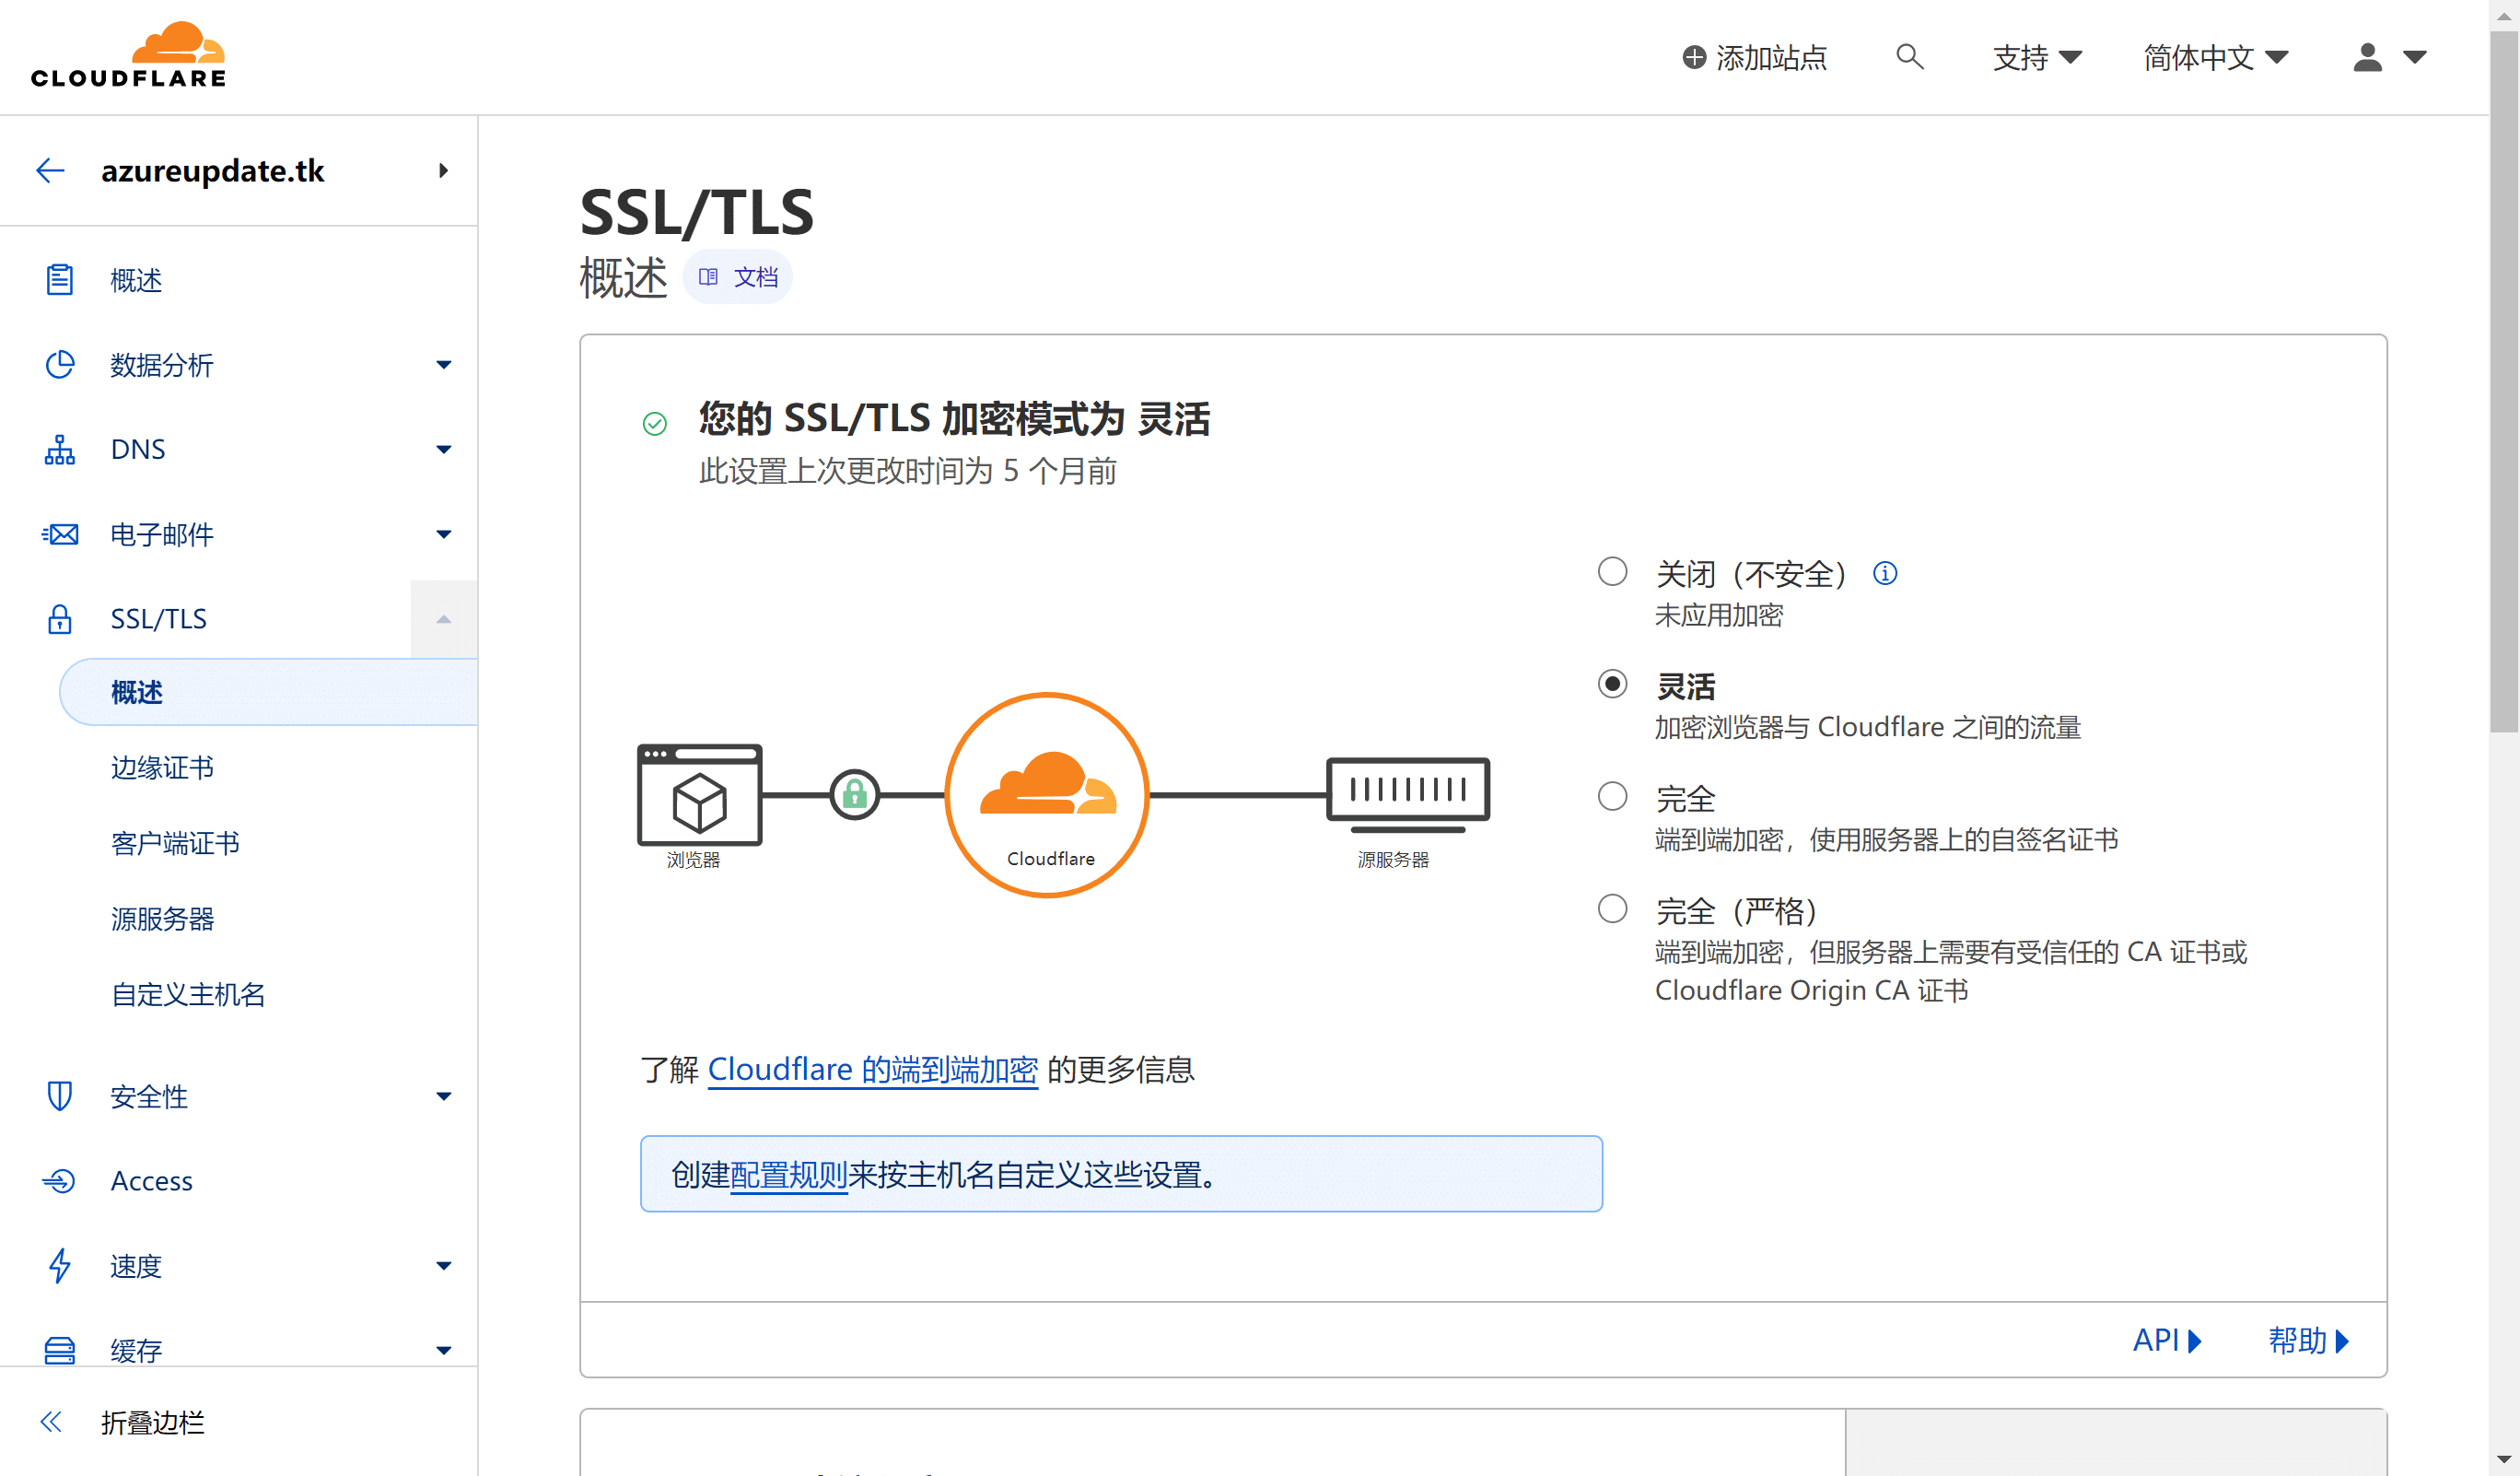 CLOUDFLARE
添加站点
支持
简体中文
azureupdate.tk
概述
数据分析
DNS
电子邮件
SSL/TLS
概述
边缘证书
客户端证书
源服务器
自定义主机名
安全性
Access
速度
缓存
折叠边栏
SSL/TLS
概述
文档
您的 SSL/TLS 加密模式为 灵活
此设置上次更改时间为 5 个月前
浏览器
Cloudflare
源服务器
关闭（不安全）
未应用加密
灵活
加密浏览器与 Cloudflare 之间的流量
完全
端到端加密，使用服务器上的自签名证书
完全（严格）
端到端加密，但服务器上需要有受信任的 CA 证书或
Cloudflare Origin CA 证书
了解 Cloudflare 的端到端加密 的更多信息
创建配置规则来按主机名自定义这些设置。
API
帮助